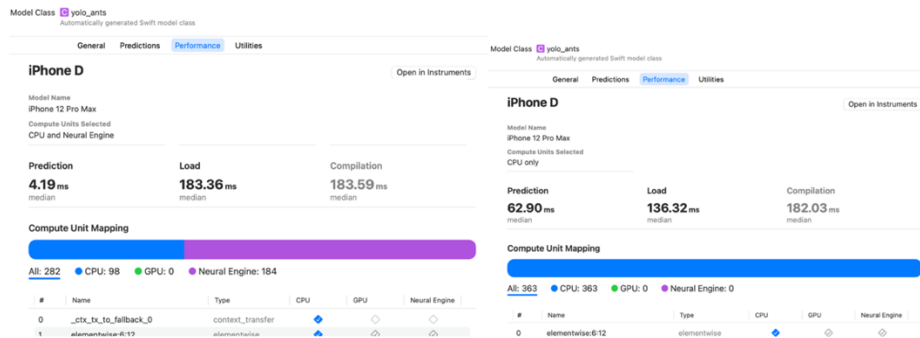 Model Class C yolo_ants
Automatically generated Swift model class
General Predictions Performance Utilities
iPhone D
Open in Instruments
Model Name
iPhone 12 Pro Max
Compute Units Selected
CPU and Neural Engine
Prediction Load Compilation
4.19 ms 183.36 ms 183.59 ms
median median median
Compute Unit Mapping
All: 282 CPU: 98 GPU: 0 Neural Engine: 184
# Name Type CPU GPU Neural Engine
0 _ctx_tx_to_fallback_0 context_transfer
1 elementwise:6:12 elementwise
Model Class C yolo_ants
Automatically generated Swift model class
General Predictions Performance Utilities
iPhone D
Open in Instruments
Model Name
iPhone 12 Pro Max
Compute Units Selected
CPU only
Prediction Load Compilation
62.90 ms 136.32 ms 182.03 ms
median median median
Compute Unit Mapping
All: 363 CPU: 363 GPU: 0 Neural Engine: 0
# Name Type CPU GPU Neural Engine
0 elementwise:6:12 elementwise